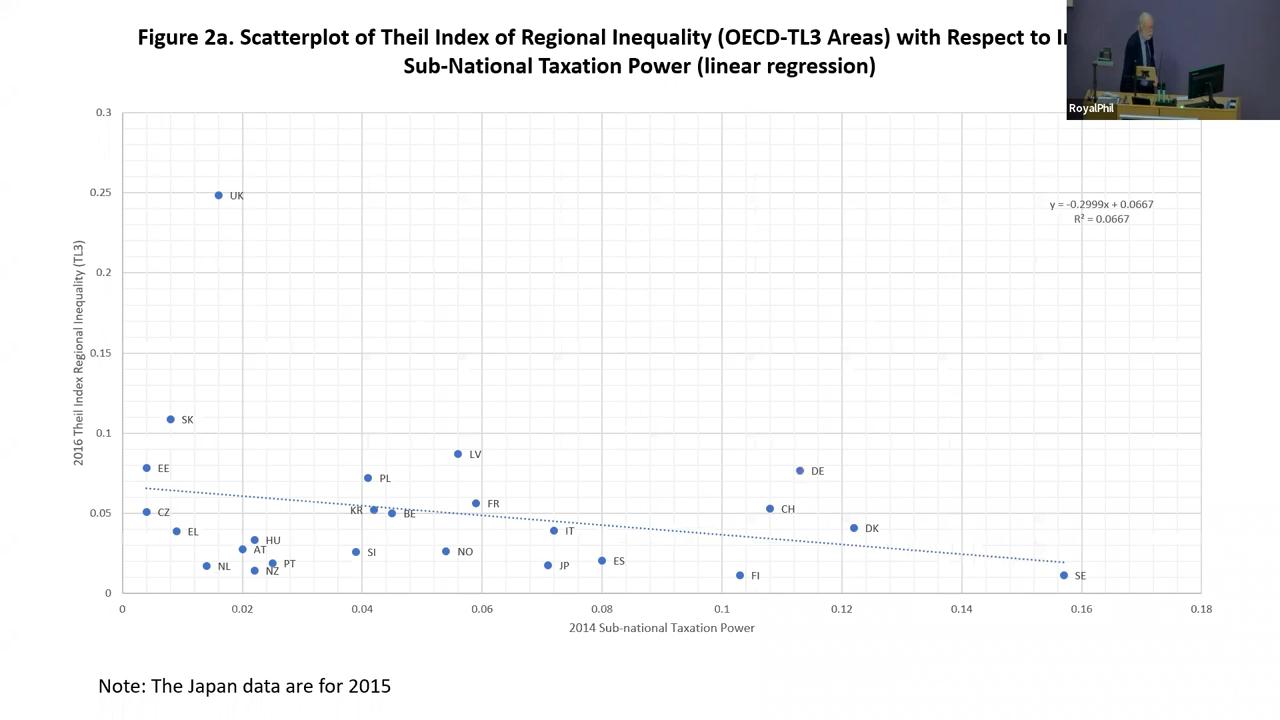 Figure 2a. Scatterplot of Theil Index of Regional Inequality (OECD-TL3 Areas) with Respect to
Sub-National Taxation Power (linear regression)
RoyalPhil
0.3
0.25
0.2
0.15
0.1
0.05
0
2016 Theil Index Regional Inequality (TL3)
UK
y = -0.2999x + 0.0667
R² = 0.0667
SK
LV
EE
DE
PL
FR
CH
KR
BE
CZ
DK
EL
IT
HU
AT
SI
NO
PT
ES
NL
JP
NZ
FI
SE
0
0.02
0.04
0.06
0.08
0.1
0.12
0.14
0.16
0.18
2014 Sub-national Taxation Power
Note: The Japan data are for 2015